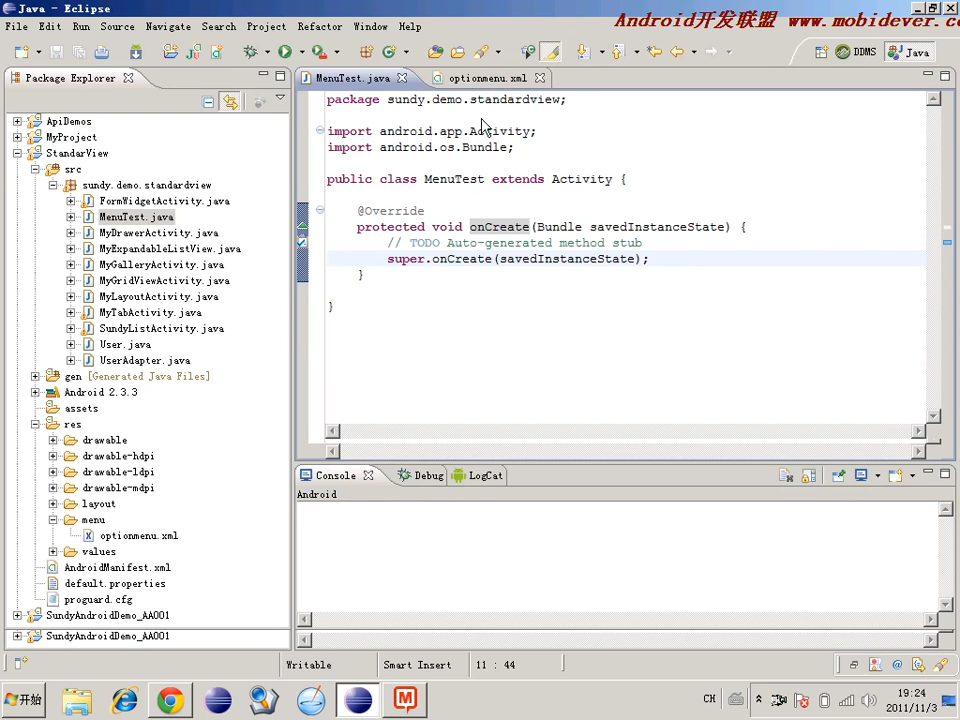 Java - Eclipse
File Edit Run Source Navigate Search Project Refactor Window Help
Android开发联盟 www.mobidever.co
DDMS Java
Package Explorer
MenuTest.java optionmenu.xml
ApiDemos
MyProject
StandarView
src
sundy.demo.standardview
FormWidgetActivity.java
MenuTest.java
MyDrawerActivity.java
MyExpandableListView.java
MyGalleryActivity.java
MyGridViewActivity.java
MyLayoutActivity.java
MyTabActivity.java
SundyListActivity.java
User.java
UserAdapter.java
gen [Generated Java Files]
Android 2.3.3
assets
res
drawable
drawable-hdpi
drawable-ldpi
drawable-mdpi
layout
menu
optionmenu.xml
values
AndroidManifest.xml
default.properties
proguard.cfg
SundyAndroidDemo_AA001
SundyAndroidDemo_AA001
package sundy.demo.standardview;
import android.app.Activity;
import android.os.Bundle;
public class MenuTest extends Activity {
@Override
protected void onCreate(Bundle savedInstanceState) {
// TODO Auto-generated method stub
super.onCreate(savedInstanceState);
}
}
Console Debug LogCat
Android
Writable Smart Insert 11 : 44
开始
CH
19:24
2011/11/3